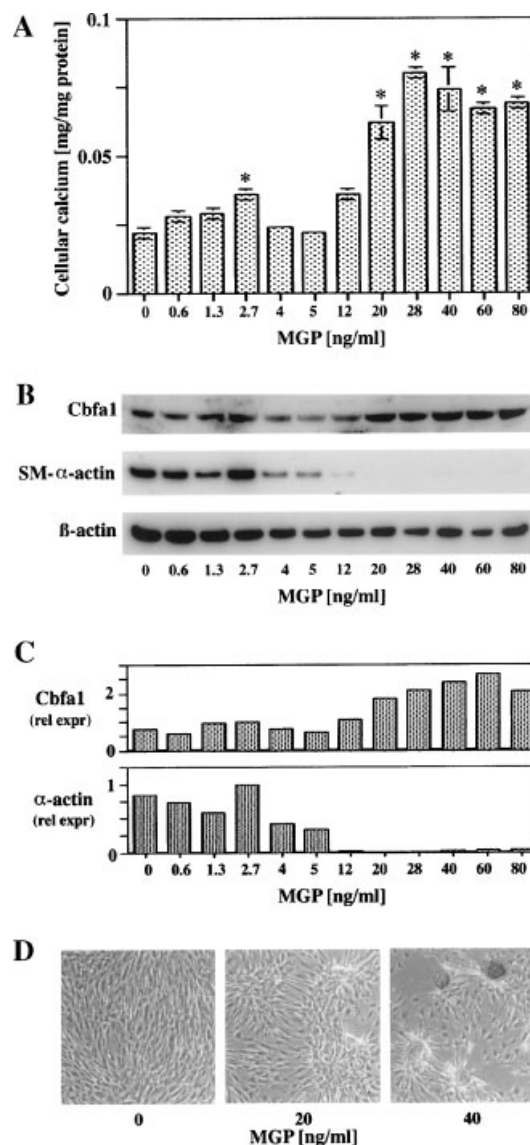 A
0.1
0.05
0
Cellular calcium [mg/mg protein]
* * * * * *
0 0.6 1.3 2.7 4 5 12 20 28 40 60 80
MGP [ng/ml]
B
Cbfa1
SM-α-actin
ß-actin
0 0.6 1.3 2.7 4 5 12 20 28 40 60 80
MGP [ng/ml]
C
Cbfa1
(rel expr)
2
0
α-actin
(rel expr)
1
0
0 0.6 1.3 2.7 4 5 12 20 28 40 60 80
MGP [ng/ml]
D
0 20 40
MGP [ng/ml]